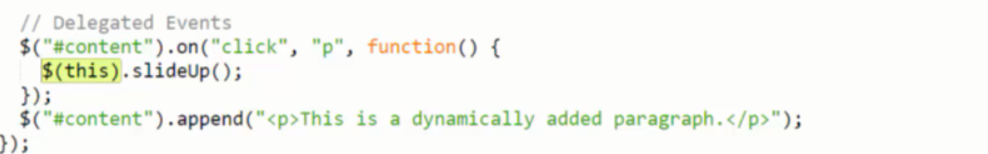 // Delegated Events
$("#content").on("click", "p", function() {
$(this).slideUp();
});
$("#content").append("<p>This is a dynamically added paragraph.</p>");
});